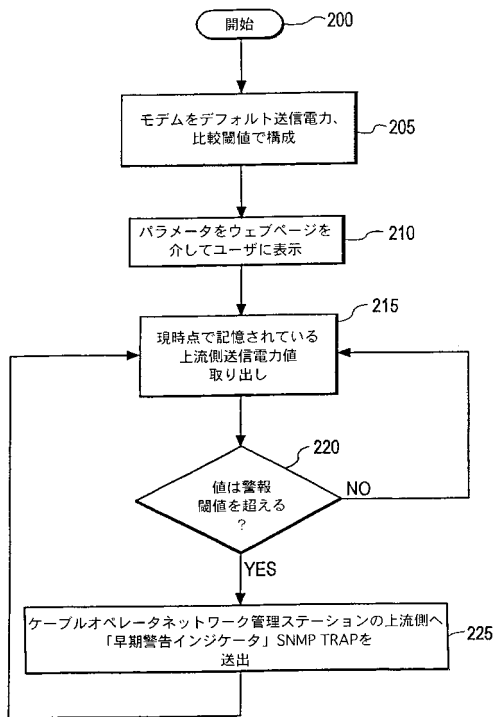 開始
200
モデムをデフォルト送信電力、
比較閾値で構成
205
パラメータをウェブページを
介してユーザに表示
210
215
現時点で記憶されている
上流側送信電力値
取り出し
220
値は警報
閾値を超える
?
NO
YES
ケーブルオペレータネットワーク管理ステーションの上流側へ
「早期警告インジケータ」SNMP TRAPを
送出
225